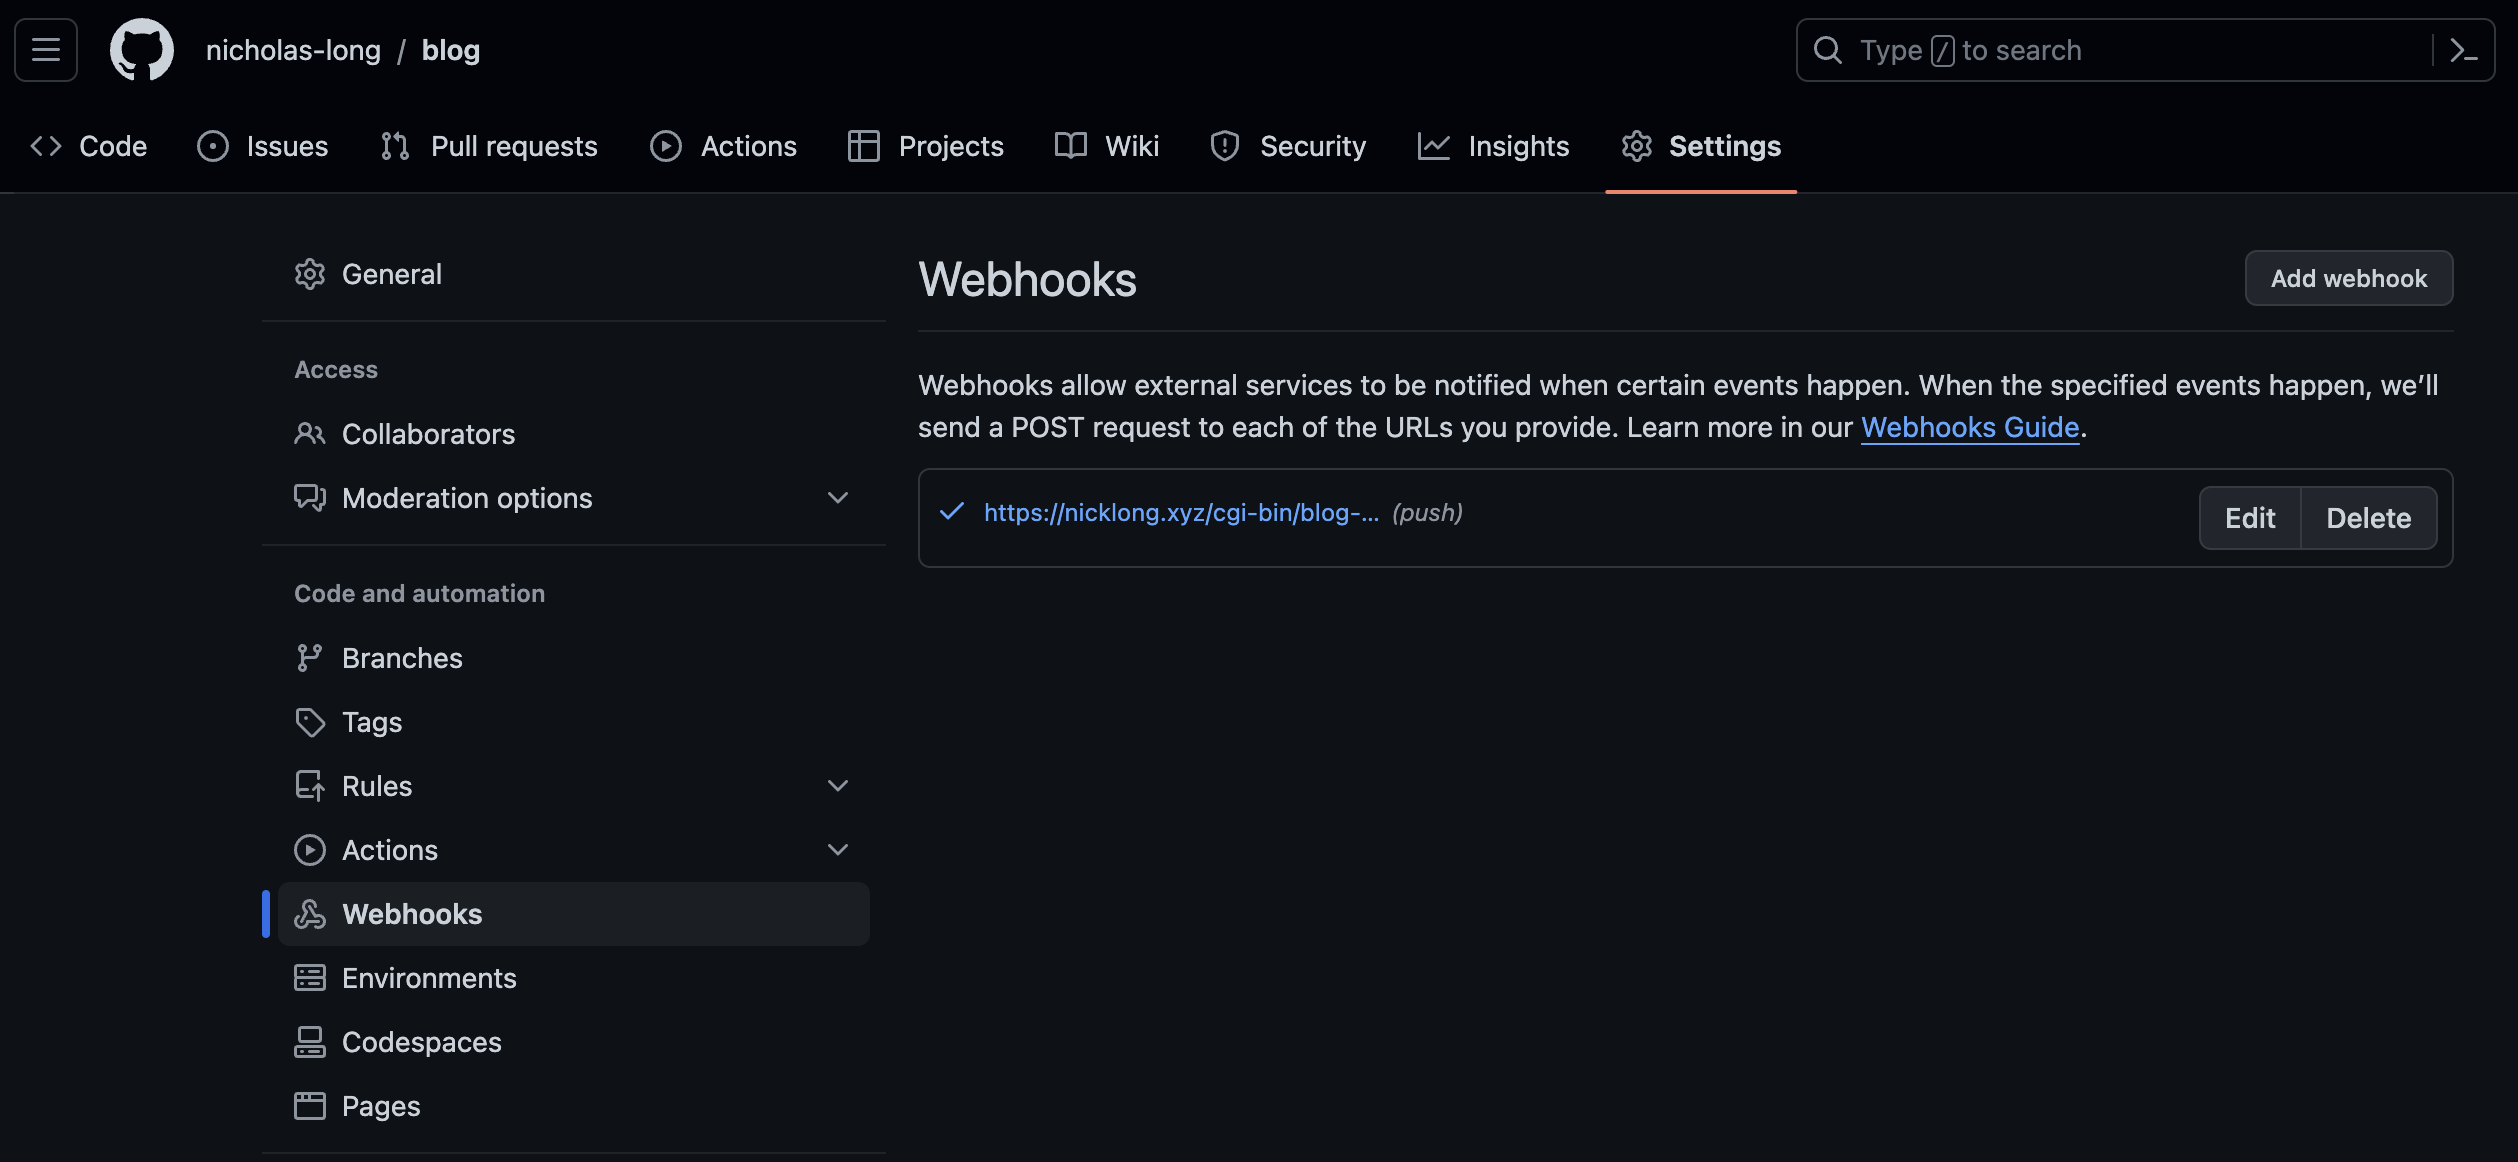 nicholas-long / blog
Type / to search
Code
Issues
Pull requests
Actions
Projects
Wiki
Security
Insights
Settings
General
Access
Collaborators
Moderation options
Code and automation
Branches
Tags
Rules
Actions
Webhooks
Environments
Codespaces
Pages
Webhooks
Add webhook
Webhooks allow external services to be notified when certain events happen. When the specified events happen, we’ll
send a POST request to each of the URLs you provide. Learn more in our Webhooks Guide.
https://nicklong.xyz/cgi-bin/blog-... (push)
Edit
Delete